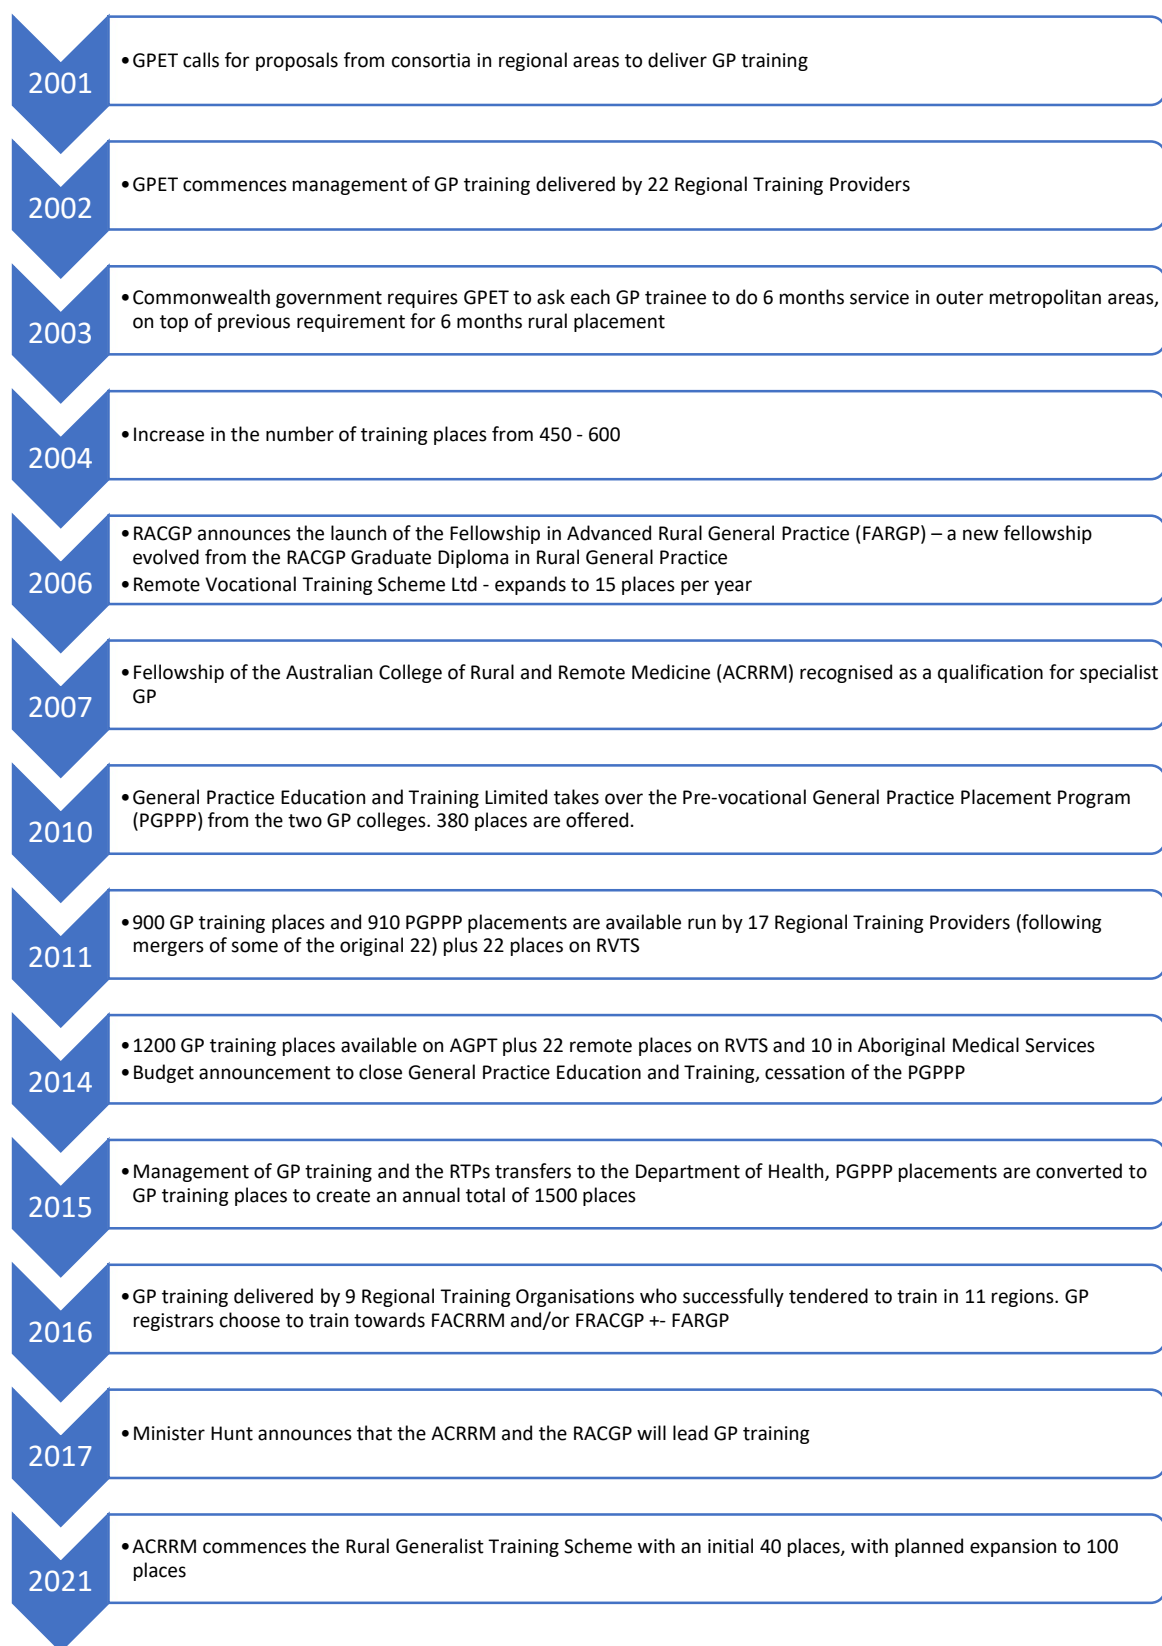 2001
•GPET calls for proposals from consortia in regional areas to deliver GP training
2002
•GPET commences management of GP training delivered by 22 Regional Training Providers
2003
•Commonwealth government requires GPET to ask each GP trainee to do 6 months service in outer metropolitan areas,
on top of previous requirement for 6 months rural placement
2004
•Increase in the number of training places from 450 - 600
2006
•RACGP announces the launch of the Fellowship in Advanced Rural General Practice (FARGP) – a new fellowship
evolved from the RACGP Graduate Diploma in Rural General Practice
•Remote Vocational Training Scheme Ltd - expands to 15 places per year
2007
•Fellowship of the Australian College of Rural and Remote Medicine (ACRRM) recognised as a qualification for specialist
GP
2010
•General Practice Education and Training Limited takes over the Pre-vocational General Practice Placement Program
(PGPPP) from the two GP colleges. 380 places are offered.
2011
•900 GP training places and 910 PGPPP placements are available run by 17 Regional Training Providers (following
mergers of some of the original 22) plus 22 places on RVTS
2014
•1200 GP training places available on AGPT plus 22 remote places on RVTS and 10 in Aboriginal Medical Services
•Budget announcement to close General Practice Education and Training, cessation of the PGPPP
2015
•Management of GP training and the RTPs transfers to the Department of Health, PGPPP placements are converted to
GP training places to create an annual total of 1500 places
2016
•GP training delivered by 9 Regional Training Organisations who successfully tendered to train in 11 regions. GP
registrars choose to train towards FACRRM and/or FRACGP +- FARGP
2017
•Minister Hunt announces that the ACRRM and the RACGP will lead GP training
2021
•ACRRM commences the Rural Generalist Training Scheme with an initial 40 places, with planned expansion to 100
places